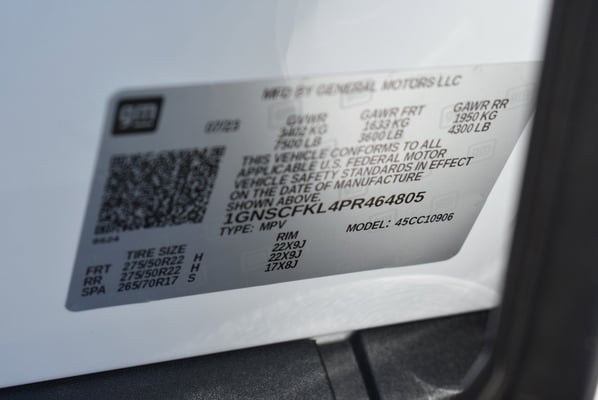 MFD BY GENERAL MOTORS LLC
gm
07/23
GVWR
3402 KG
7500 LB
GAWR FRT
1633 KG
3600 LB
GAWR RR
1950 KG
4300 LB
THIS VEHICLE CONFORMS TO ALL
APPLICABLE U.S. FEDERAL MOTOR
VEHICLE SAFETY STANDARDS IN EFFECT
ON THE DATE OF MANUFACTURE
SHOWN ABOVE.
1GNSCFKL4PR464805
TYPE: MPV
MODEL: 45CC10906
TIRE SIZE RIM
FRT 275/50R22 H 22X9J
RR 275/50R22 H 22X9J
SPA 265/70R17 S 17X8J